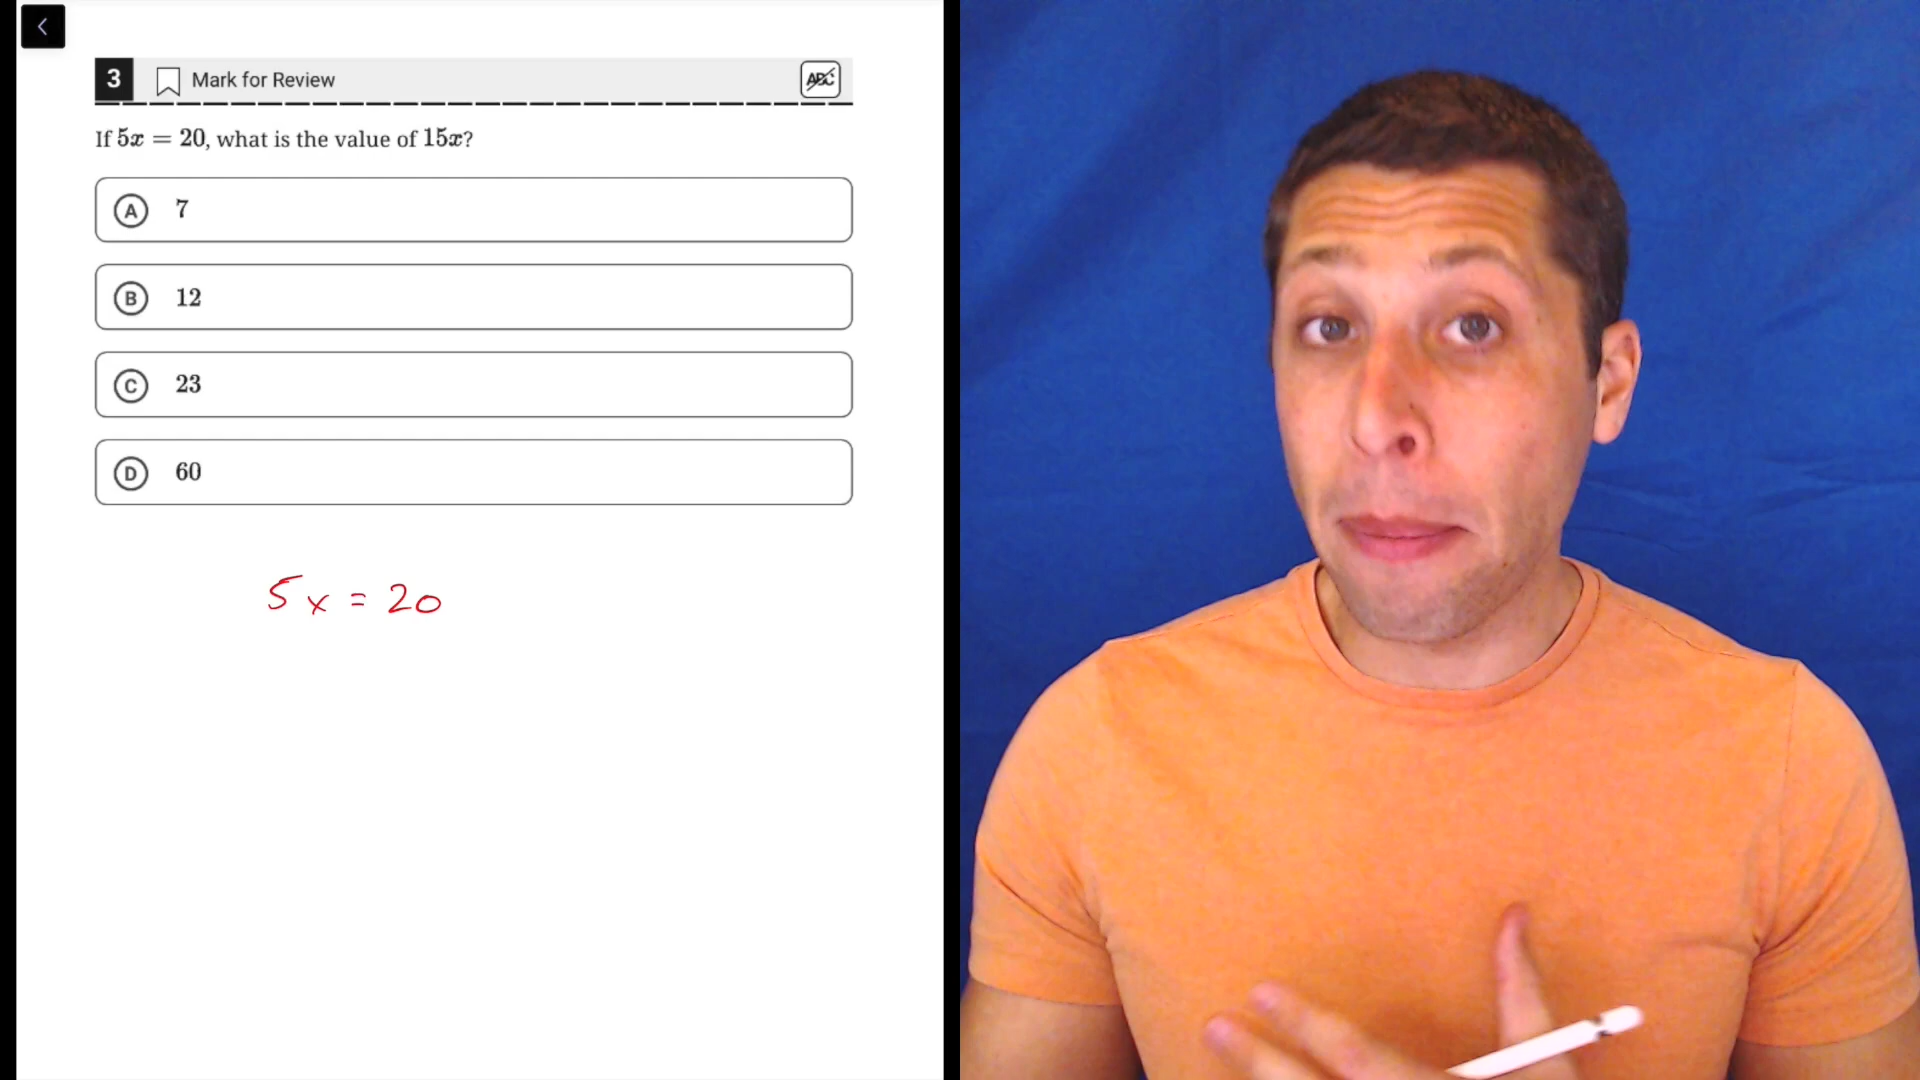 3 Mark for Review ABC
If 5x = 20, what is the value of 15x?
A 7
B 12
C 23
D 60
5x = 20